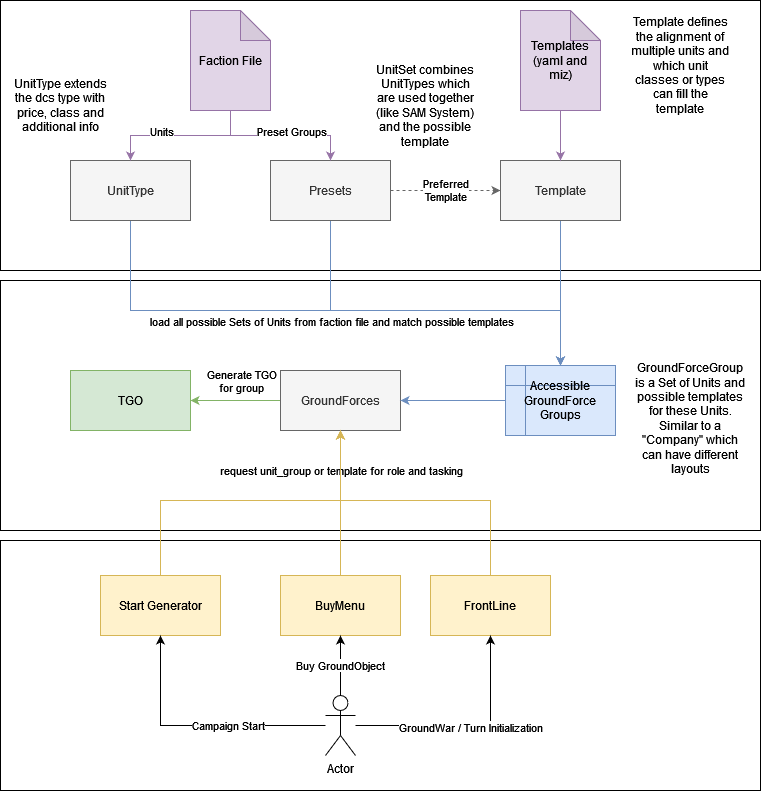 Faction File
Templates
(yaml and
miz)
Template defines
the alignment of
multiple units and
which unit
classes or types
can fill the
template
UnitType extends
the dcs type with
price, class and
additional info
UnitSet combines
UnitTypes which
are used together
(like SAM System)
and the possible
template
Units
Preset Groups
UnitType
Presets
Preferred
Template
Template
load all possible Sets of Units from faction file and match possible templates
TGO
Generate TGO
for group
GroundForces
Accessible
GroundForce
Groups
GroundForceGroup
is a Set of Units and
possible templates
for these Units.
Similar to a
"Company" which
can have different
layouts
request unit_group or template for role and tasking
Start Generator
BuyMenu
FrontLine
Buy GroundObject
Campaign Start
GroundWar / Turn Initialization
Actor